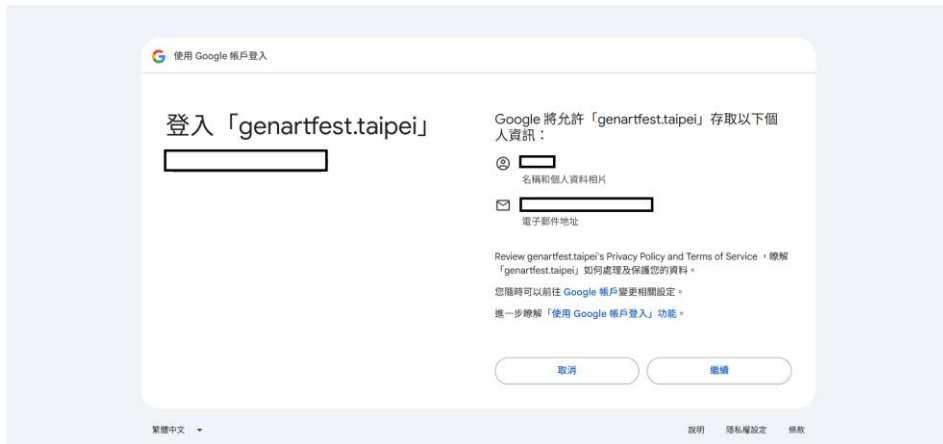 使用 Google 帳戶登入
登入「genartfest.taipei」
Google 將允許「genartfest.taipei」存取以下個
人資訊：
名稱和個人資料相片
電子郵件地址
Review genartfest.taipei's Privacy Policy and Terms of Service ，瞭解
「genartfest.taipei」如何處理及保護您的資料。
您隨時可以前往 Google 帳戶變更相關設定。
進一步瞭解「使用 Google 帳戶登入」功能。
取消 繼續
繁體中文 說明 隱私權設定 條款